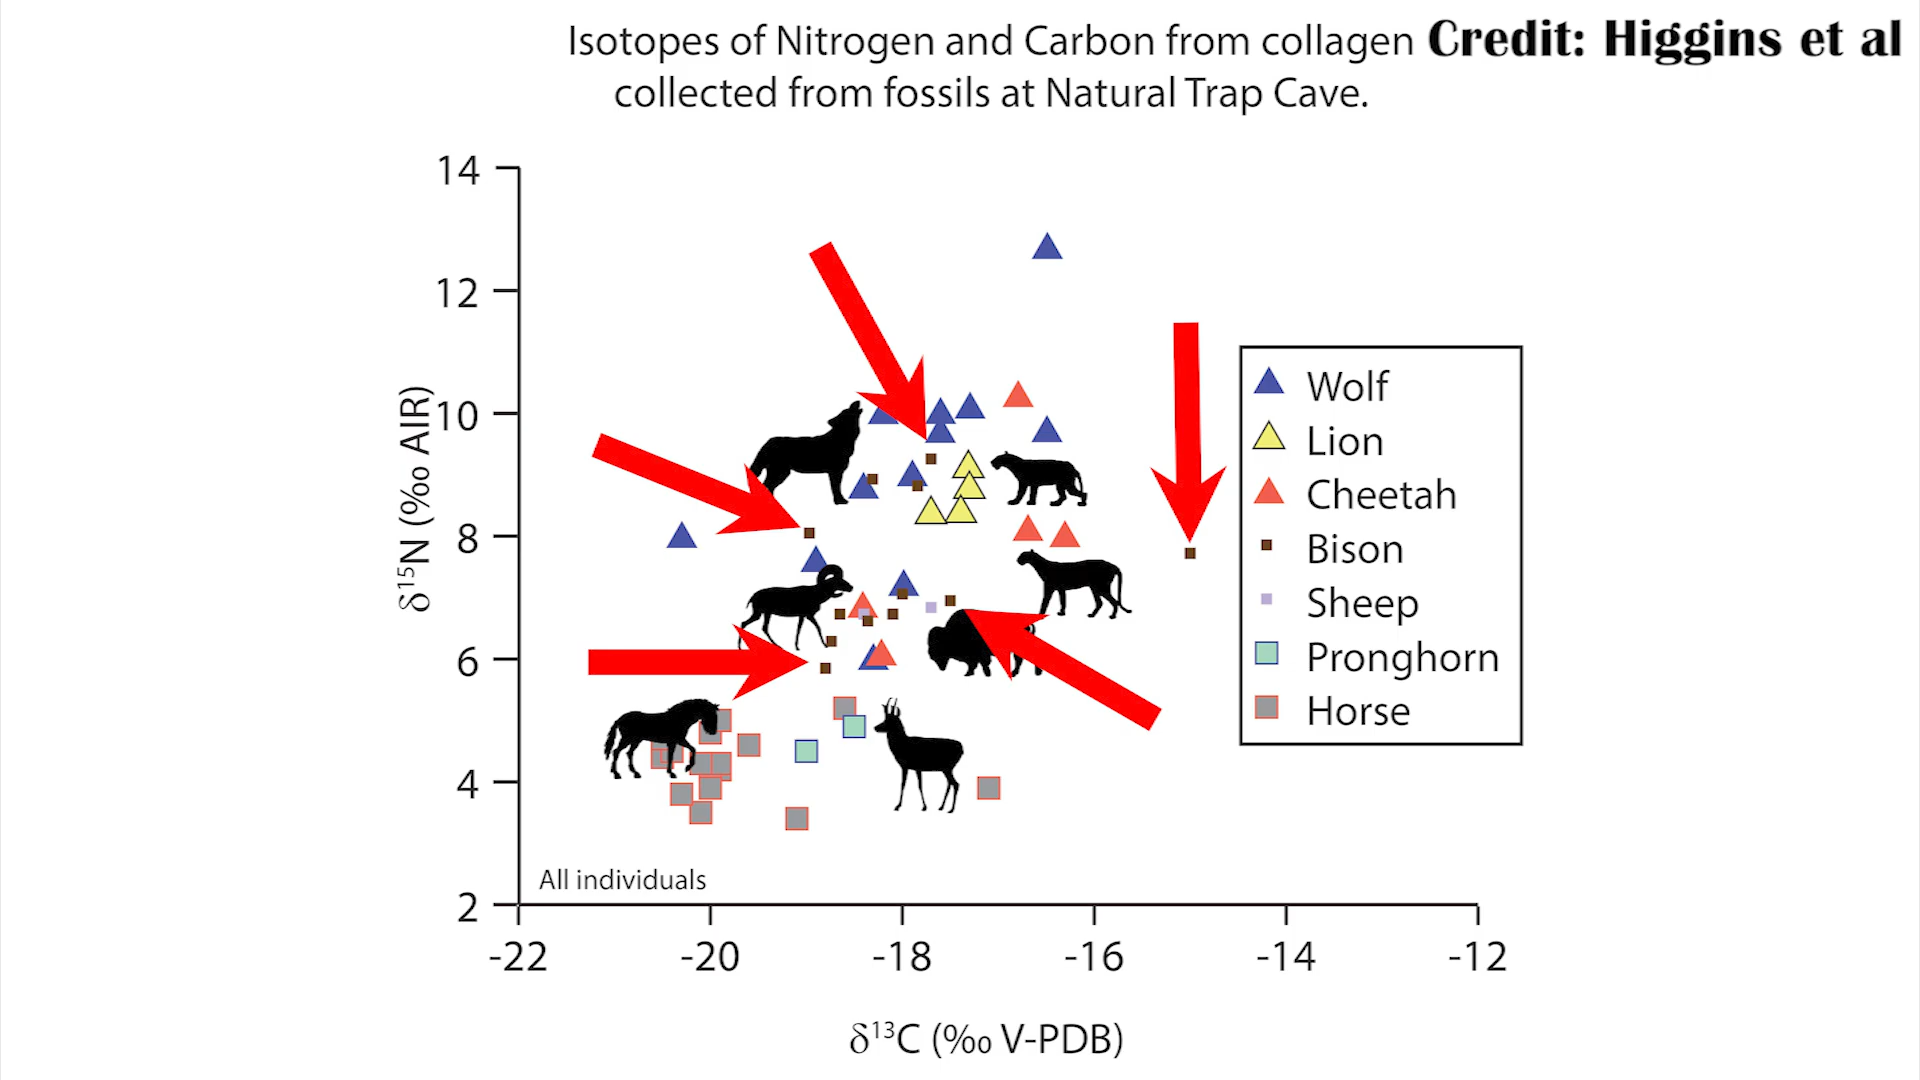 Isotopes of Nitrogen and Carbon from collagen Credit: Higgins et al
collected from fossils at Natural Trap Cave.
14
12
10
8
6
4
2
δ¹⁵N (‰ AIR)
Wolf
Lion
Cheetah
Bison
Sheep
Pronghorn
Horse
All individuals
-22 -20 -18 -16 -14 -12
δ¹³C (‰ V-PDB)